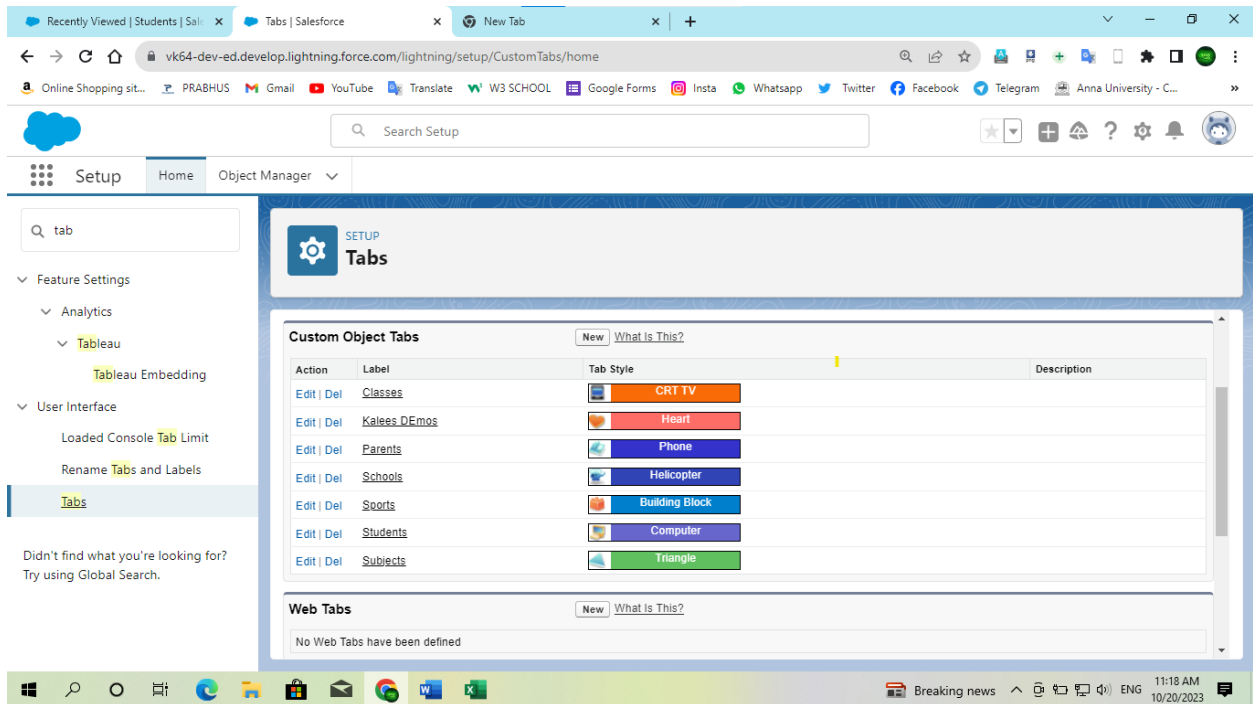 Recently Viewed | Students | Sale
Tabs | Salesforce
New Tab
vk64-dev-ed.develop.lightning.force.com/lightning/setup/CustomTabs/home
Online Shopping sit... PRABHUS Gmail YouTube Translate W3 SCHOOL Google Forms Insta Whatsapp Twitter Facebook Telegram Anna University - C... »
Search Setup
Setup Home Object Manager
tab
Feature Settings
Analytics
Tableau
Tableau Embedding
User Interface
Loaded Console Tab Limit
Rename Tabs and Labels
Tabs
Didn't find what you're looking for?
Try using Global Search.
SETUP
Tabs
Custom Object Tabs New What Is This?
Action Label Tab Style Description
Edit | Del Classes CRT TV
Edit | Del Kalees DEmos Heart
Edit | Del Parents Phone
Edit | Del Schools Helicopter
Edit | Del Sports Building Block
Edit | Del Students Computer
Edit | Del Subjects Triangle
Web Tabs New What Is This?
No Web Tabs have been defined
Breaking news ENG 11:18 AM
10/20/2023